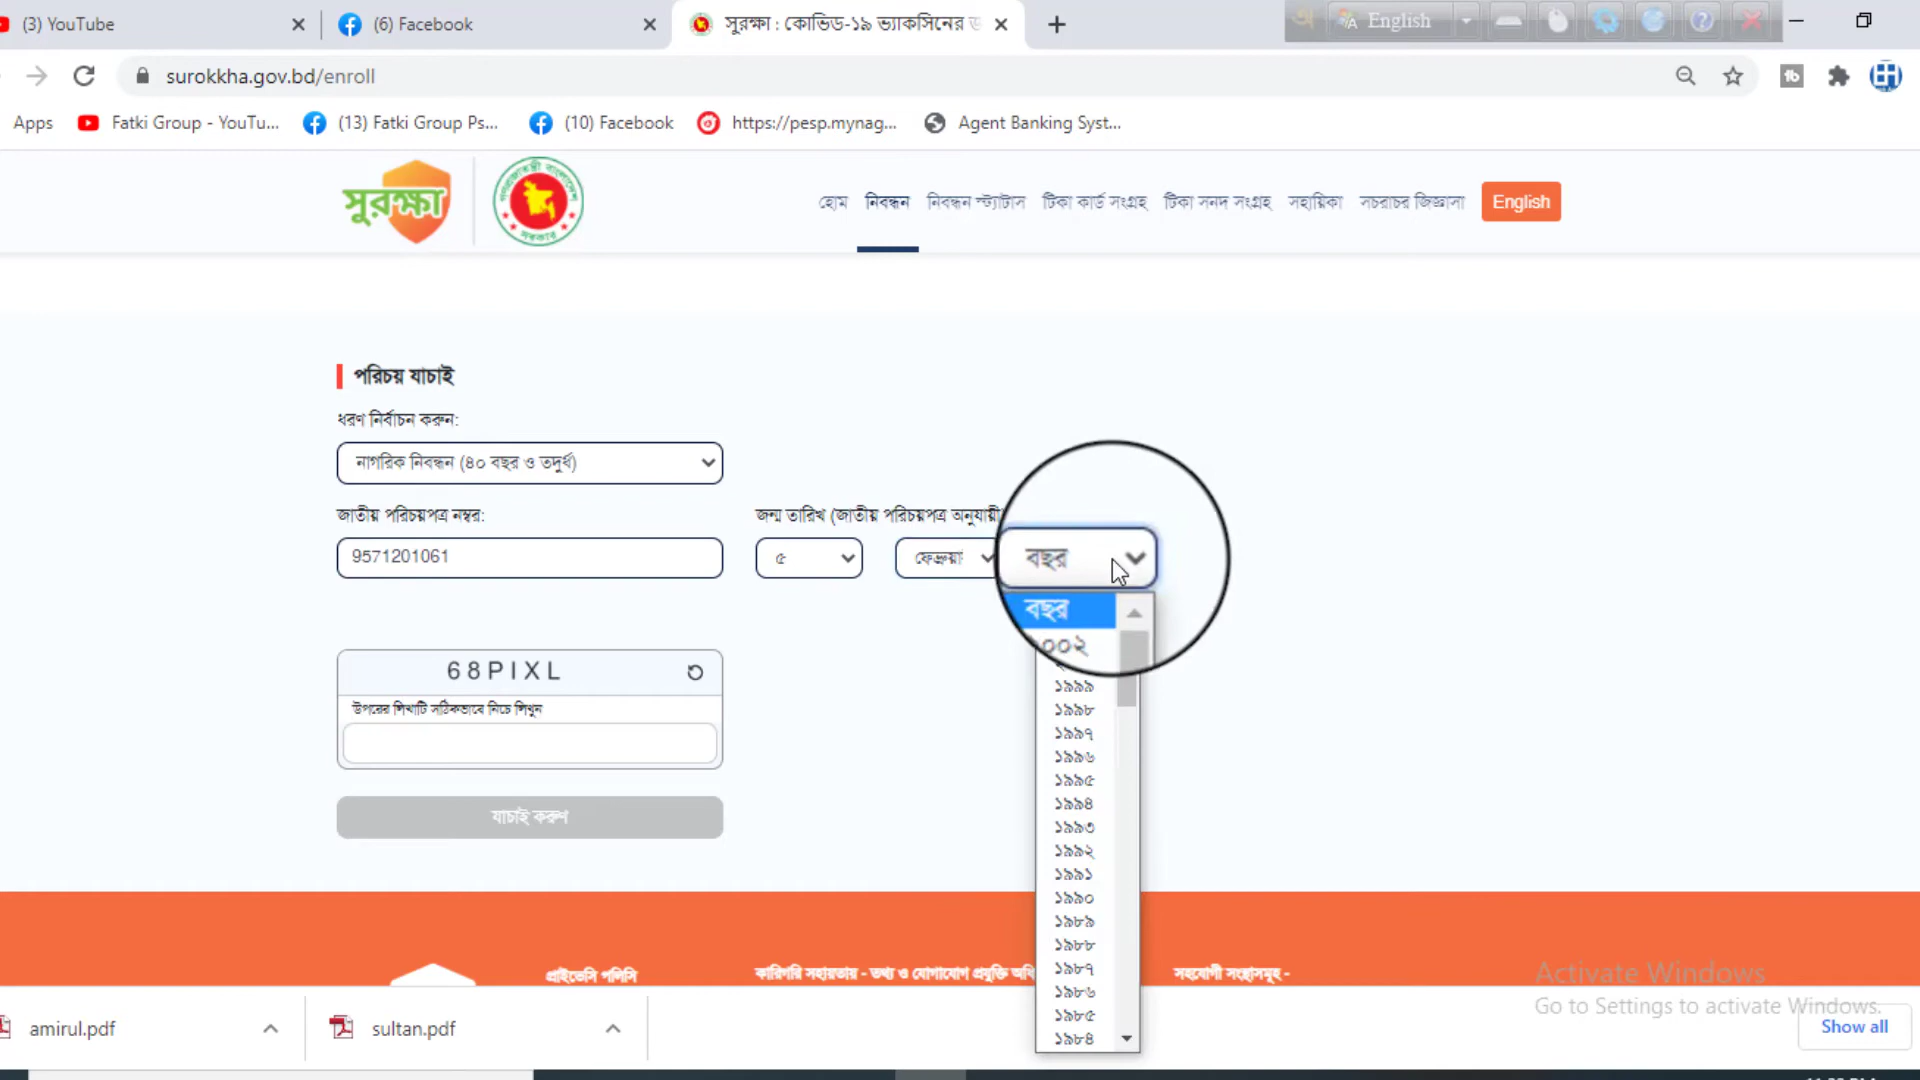 (3) YouTube
(6) Facebook
সুরক্ষা : কোভিড-১৯ ভ্যাকসিনের জ
English
surokkha.gov.bd/enroll
Apps
Fatki Group - YouTu...
(13) Fatki Group Ps...
(10) Facebook
https://pesp.mynag...
Agent Banking Syst...
সুরক্ষা
হোম
নিবন্ধন
নিবন্ধন স্ট্যাটাস
টিকা কার্ড সংগ্রহ
টিকা সনদ সংগ্রহ
সহায়িকা
সচরাচর জিজ্ঞাসা
English
পরিচয় যাচাই
ধরণ নির্বাচন করুন:
নাগরিক নিবন্ধন (৪০ বছর ও তদুর্ধ)
জাতীয় পরিচয়পত্র নম্বর:
জন্ম তারিখ (জাতীয় পরিচয়পত্র অনুযায়ী
9571201061
৫
ফেব্রুয়া
বছর
বছর
১৯৯৯
১৯৯৮
১৯৯৭
১৯৯৬
১৯৯৫
১৯৯৪
১৯৯৩
১৯৯২
১৯৯১
১৯৯০
১৯৮৯
১৯৮৮
১৯৮৭
১৯৮৬
১৯৮৫
১৯৮৪
68PIXL
উপরের লিখাটি সঠিকভাবে নিচে লিখুন
যাচাই করুণ
প্রাইভেসি পলিসি
কারিগরি সহায়তায় - তথ্য ও যোগাযোগ প্রযুক্তি অধি
সহযোগী সংস্থাসমূহ -
Activate Windows
Go to Settings to activate Windows.
amirul.pdf
sultan.pdf
Show all